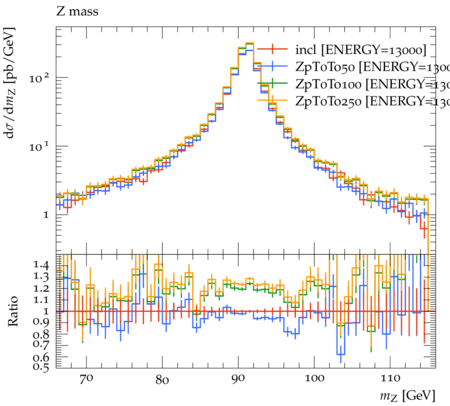 Z mass
dσ/dm_Z [pb/GeV]
incl [ENERGY=13000]
ZpToTo50 [ENERGY=1300
ZpToTo100 [ENERGY=130
ZpToTo250 [ENERGY=130
10^2
10^1
1
Ratio
1.4
1.3
1.2
1.1
1
0.9
0.8
0.7
0.6
0.5
70 80 90 100 110
m_Z [GeV]